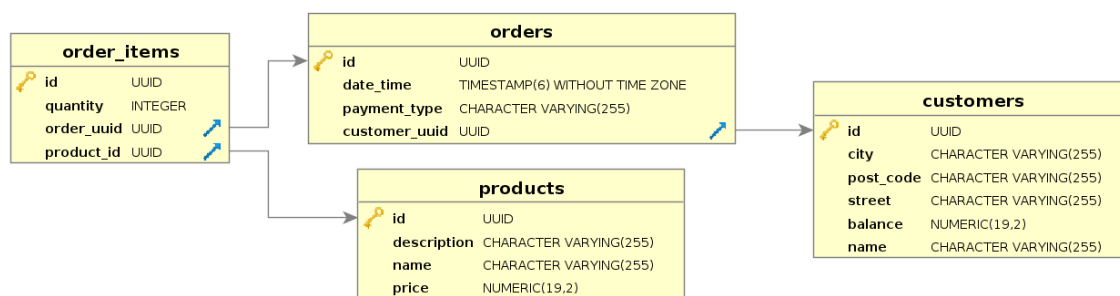 order_items
id UUID
quantity INTEGER
order_uuid UUID
product_id UUID
orders
id UUID
date_time TIMESTAMP(6) WITHOUT TIME ZONE
payment_type CHARACTER VARYING(255)
customer_uuid UUID
products
id UUID
description CHARACTER VARYING(255)
name CHARACTER VARYING(255)
price NUMERIC(19,2)
customers
id UUID
city CHARACTER VARYING(255)
post_code CHARACTER VARYING(255)
street CHARACTER VARYING(255)
balance NUMERIC(19,2)
name CHARACTER VARYING(255)